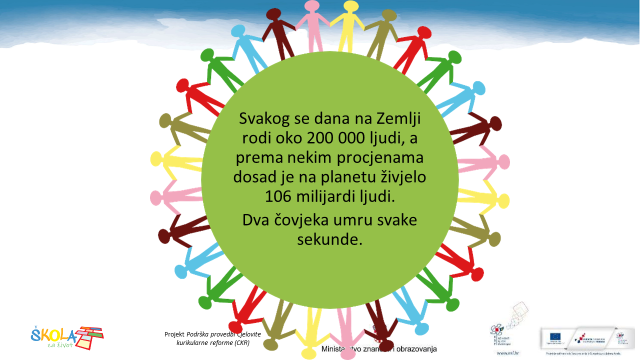 Svakog se dana na Zemlji
rodi oko 200 000 ljudi, a
prema nekim procjenama
dosad je na planetu živjelo
106 milijardi ljudi.
Dva čovjeka umru svake
sekunde.
ŠKOLA
za život
Projekt Podrška provedbi Cjelovite
kurikularne reforme (CKR)
Ministarstvo znanosti i obrazovanja